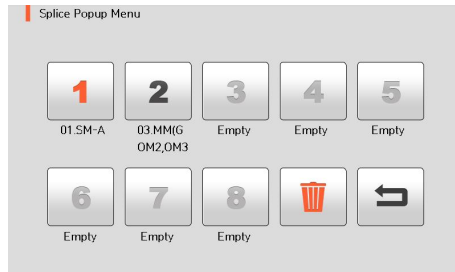 Splice Popup Menu
1 2 3 4 5
01.SM-A 03.MM(G Empty Empty Empty
OM2,OM3
6 7 8
Empty Empty Empty